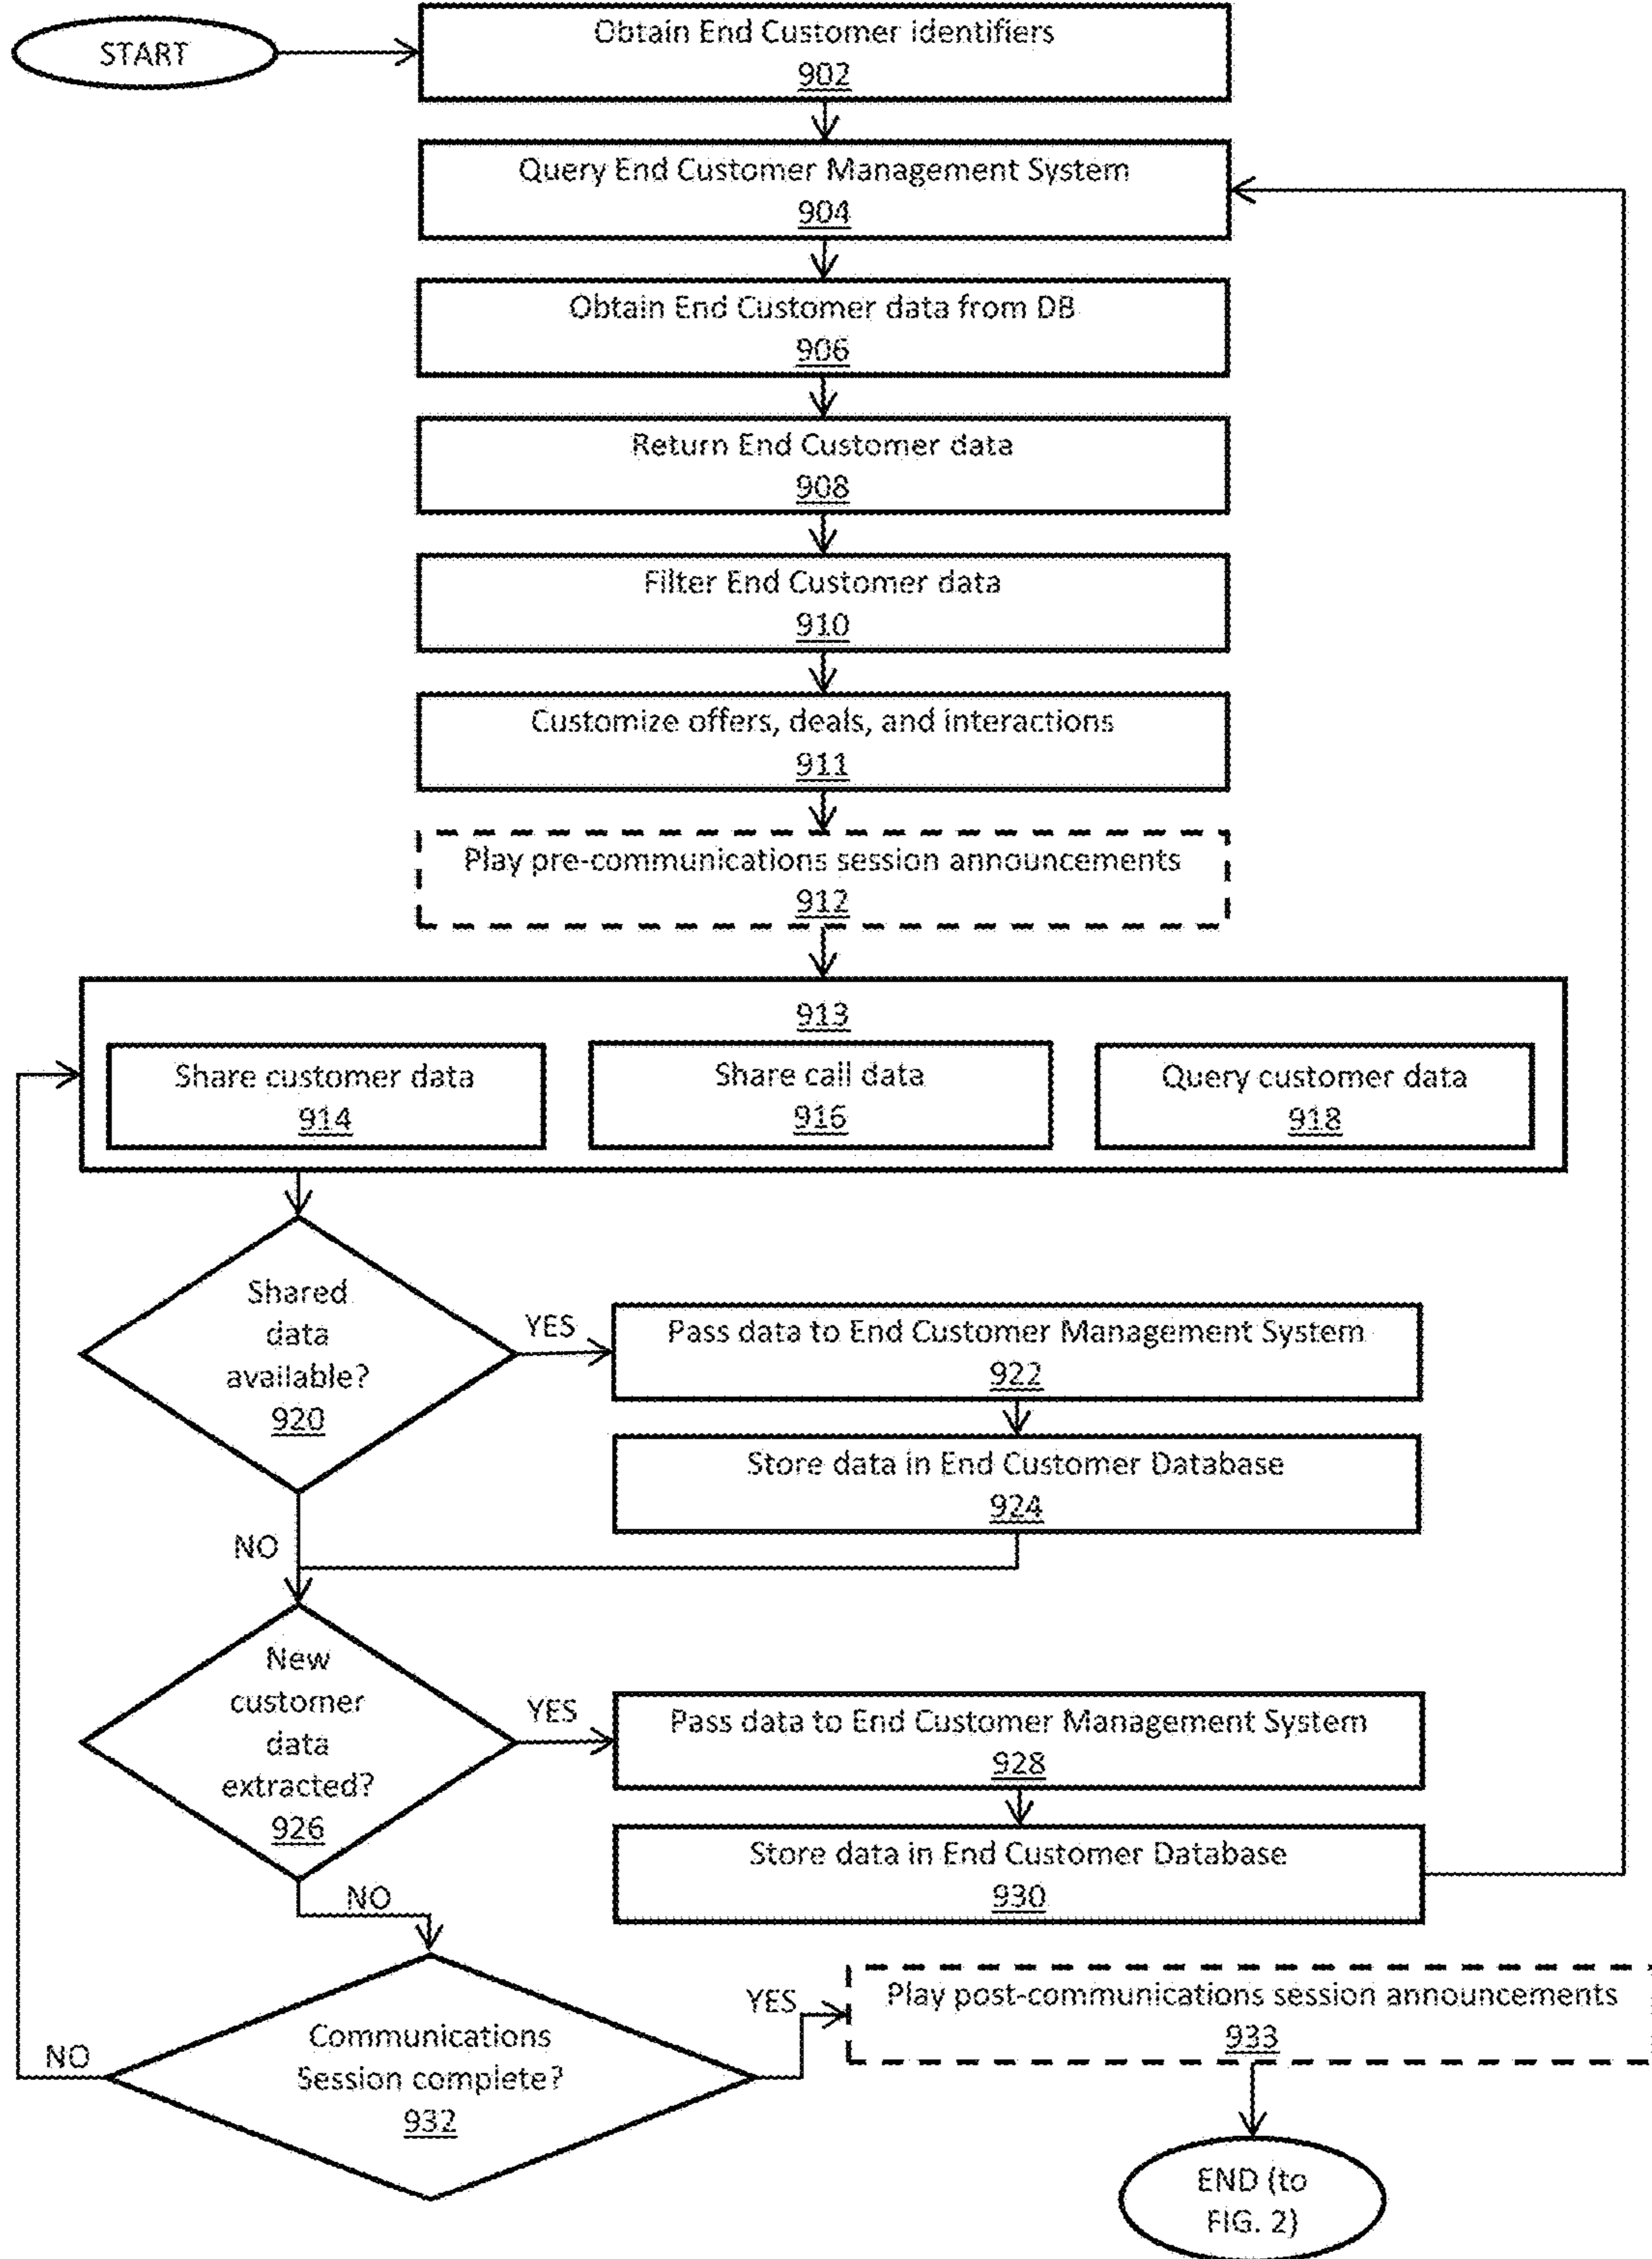 START
Obtain End Customer identifiers
902
Query End Customer Management System
904
Obtain End Customer data from DB
906
Return End Customer data
908
Filter End Customer data
910
Customize offers, deals, and interactions
911
Play pre-communications session announcements
912
913
Share customer data
914
Share call data
916
Query customer data
918
Shared
data
available?
920
YES
Pass data to End Customer Management System
922
Store data in End Customer Database
924
NO
New
customer
data
extracted?
926
YES
Pass data to End Customer Management System
928
Store data in End Customer Database
930
NO
Communications
Session complete?
932
NO
YES
Play post-communications session announcements
933
END (to
FIG. 2)